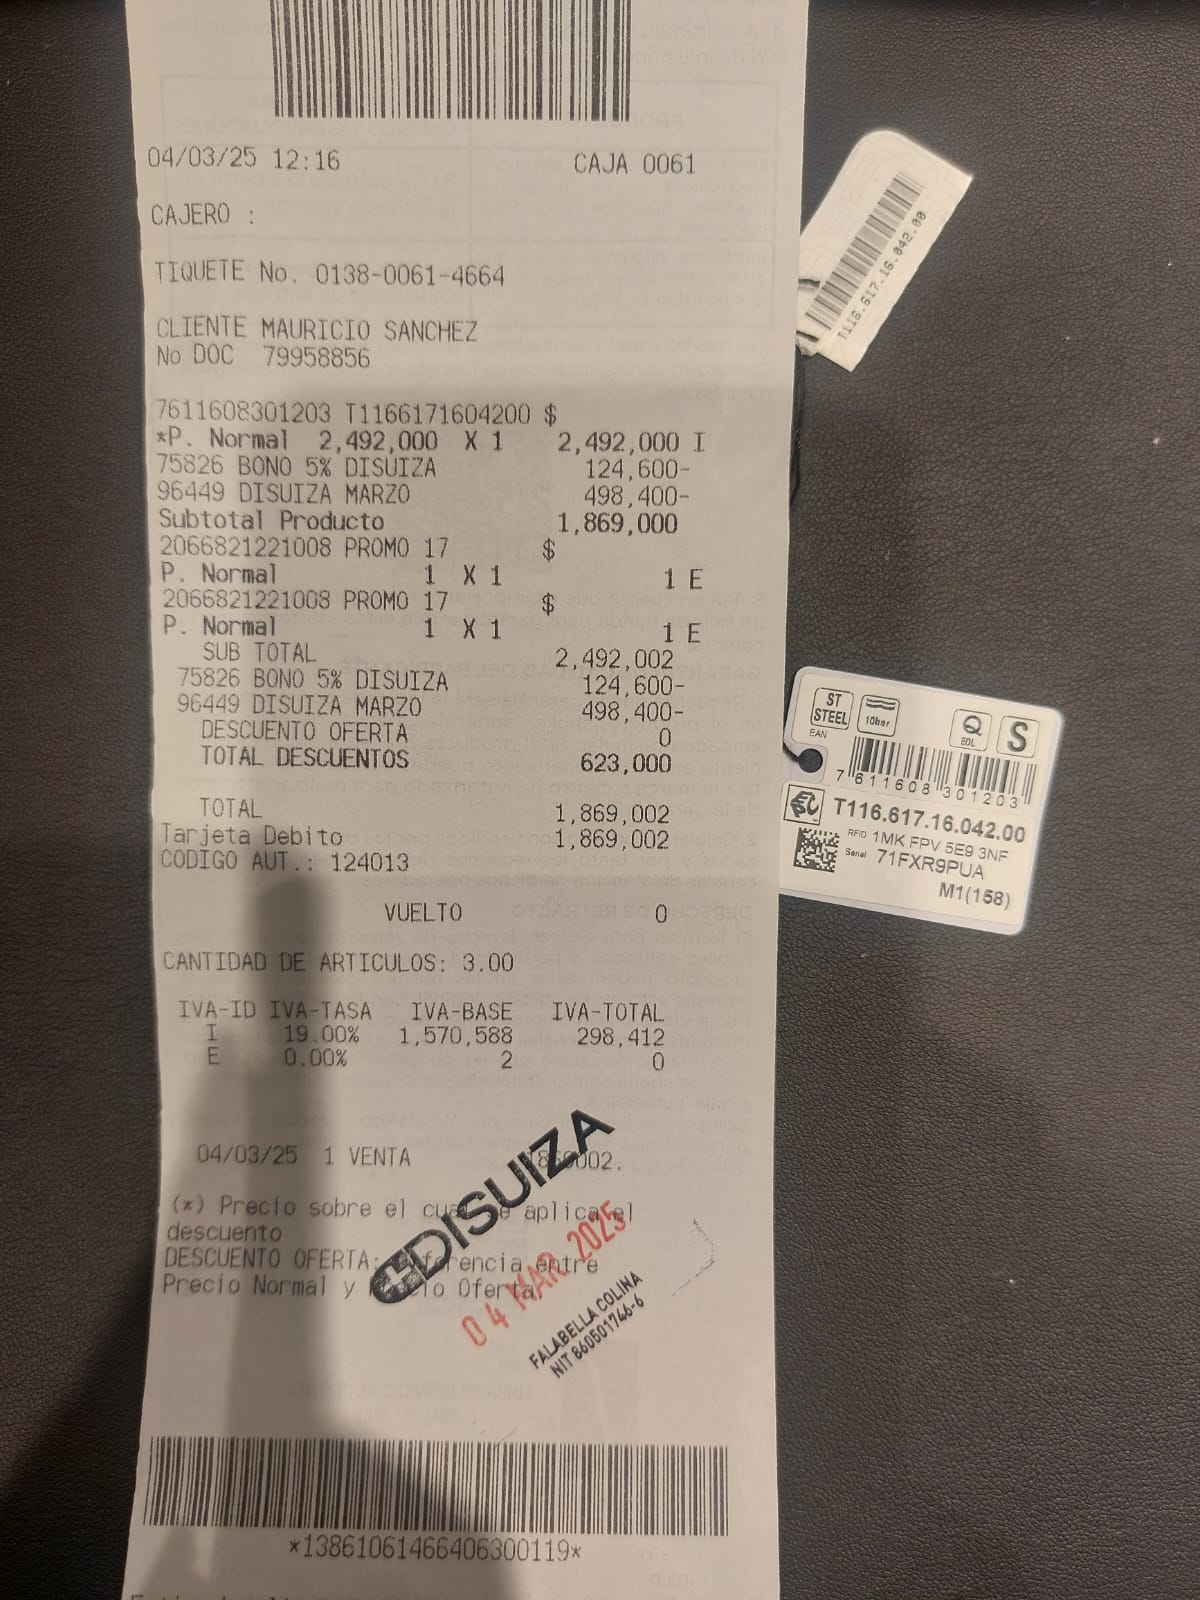 04/03/25 12:16 CAJA 0061
CAJERO :
TIQUETE No. 0138-0061-4664
CLIENTE MAURICIO SANCHEZ
No DOC 79958856
7611608301203 T1166171604200 $
*P. Normal 2,492,000 X 1 2,492,000 I
75826 BONO 5% DISUIZA 124,600-
96449 DISUIZA MARZO 498,400-
Subtotal Producto 1,869,000
2066821221008 PROMO 17 $
P. Normal 1 X 1 1 E
2066821221008 PROMO 17 $
P. Normal 1 X 1 1 E
SUB TOTAL 2,492,002
75826 BONO 5% DISUIZA 124,600-
96449 DISUIZA MARZO 498,400-
DESCUENTO OFERTA 0
TOTAL DESCUENTOS 623,000
TOTAL 1,869,002
Tarjeta Debito 1,869,002
CODIGO AUT.: 124013
VUELTO 0
CANTIDAD DE ARTICULOS: 3.00
IVA-ID IVA-TASA IVA-BASE IVA-TOTAL
I 19.00% 1,570,588 298,412
E 0.00% 2 0
04/03/25 1 VENTA
(*) Precio sobre el aplica el
descuento
DESCUENTO OFERTA: entre
Precio Normal y Oferta
DISUIZA
04 MAR 2025
FALABELLA COLINA
NIT 860501746-6
*13861061466406300119*
T116.617.16.042.00
ST STEEL
10bar
Q
EOL
S
EAN
7 611608 301203
T116.617.16.042.00
RFID 1MK FPV 5E9 3NF
Serial 71FXR9PUA
M1(158)